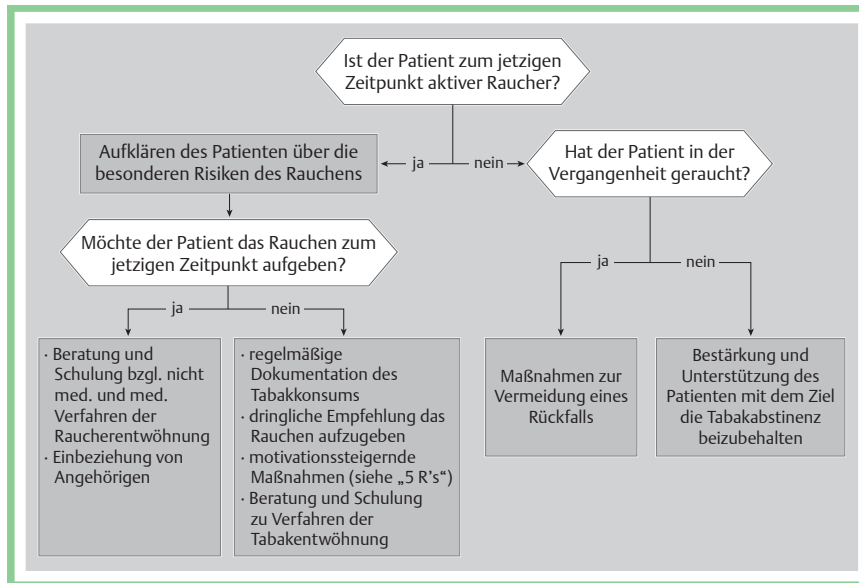 Ist der Patient zum jetzigen
Zeitpunkt aktiver Raucher?
Aufklären des Patienten über die
besonderen Risiken des Rauchens
ja
nein
Hat der Patient in der
Vergangenheit geraucht?
Möchte der Patient das Rauchen zum
jetzigen Zeitpunkt aufgeben?
ja
nein
ja
nein
· Beratung und
Schulung bzgl. nicht
med. und med.
Verfahren der
Raucherentwöhnung
· Einbeziehung von
Angehörigen
· regelmäßige
Dokumentation des
Tabakkonsums
· dringliche Empfehlung das
Rauchen aufzugeben
· motivationssteigernde
Maßnahmen (siehe „5 R's“)
· Beratung und Schulung
zu Verfahren der
Tabakentwöhnung
Maßnahmen zur
Vermeidung eines
Rückfalls
Bestärkung und
Unterstützung des
Patienten mit dem Ziel
die Tabakabstinenz
beizubehalten